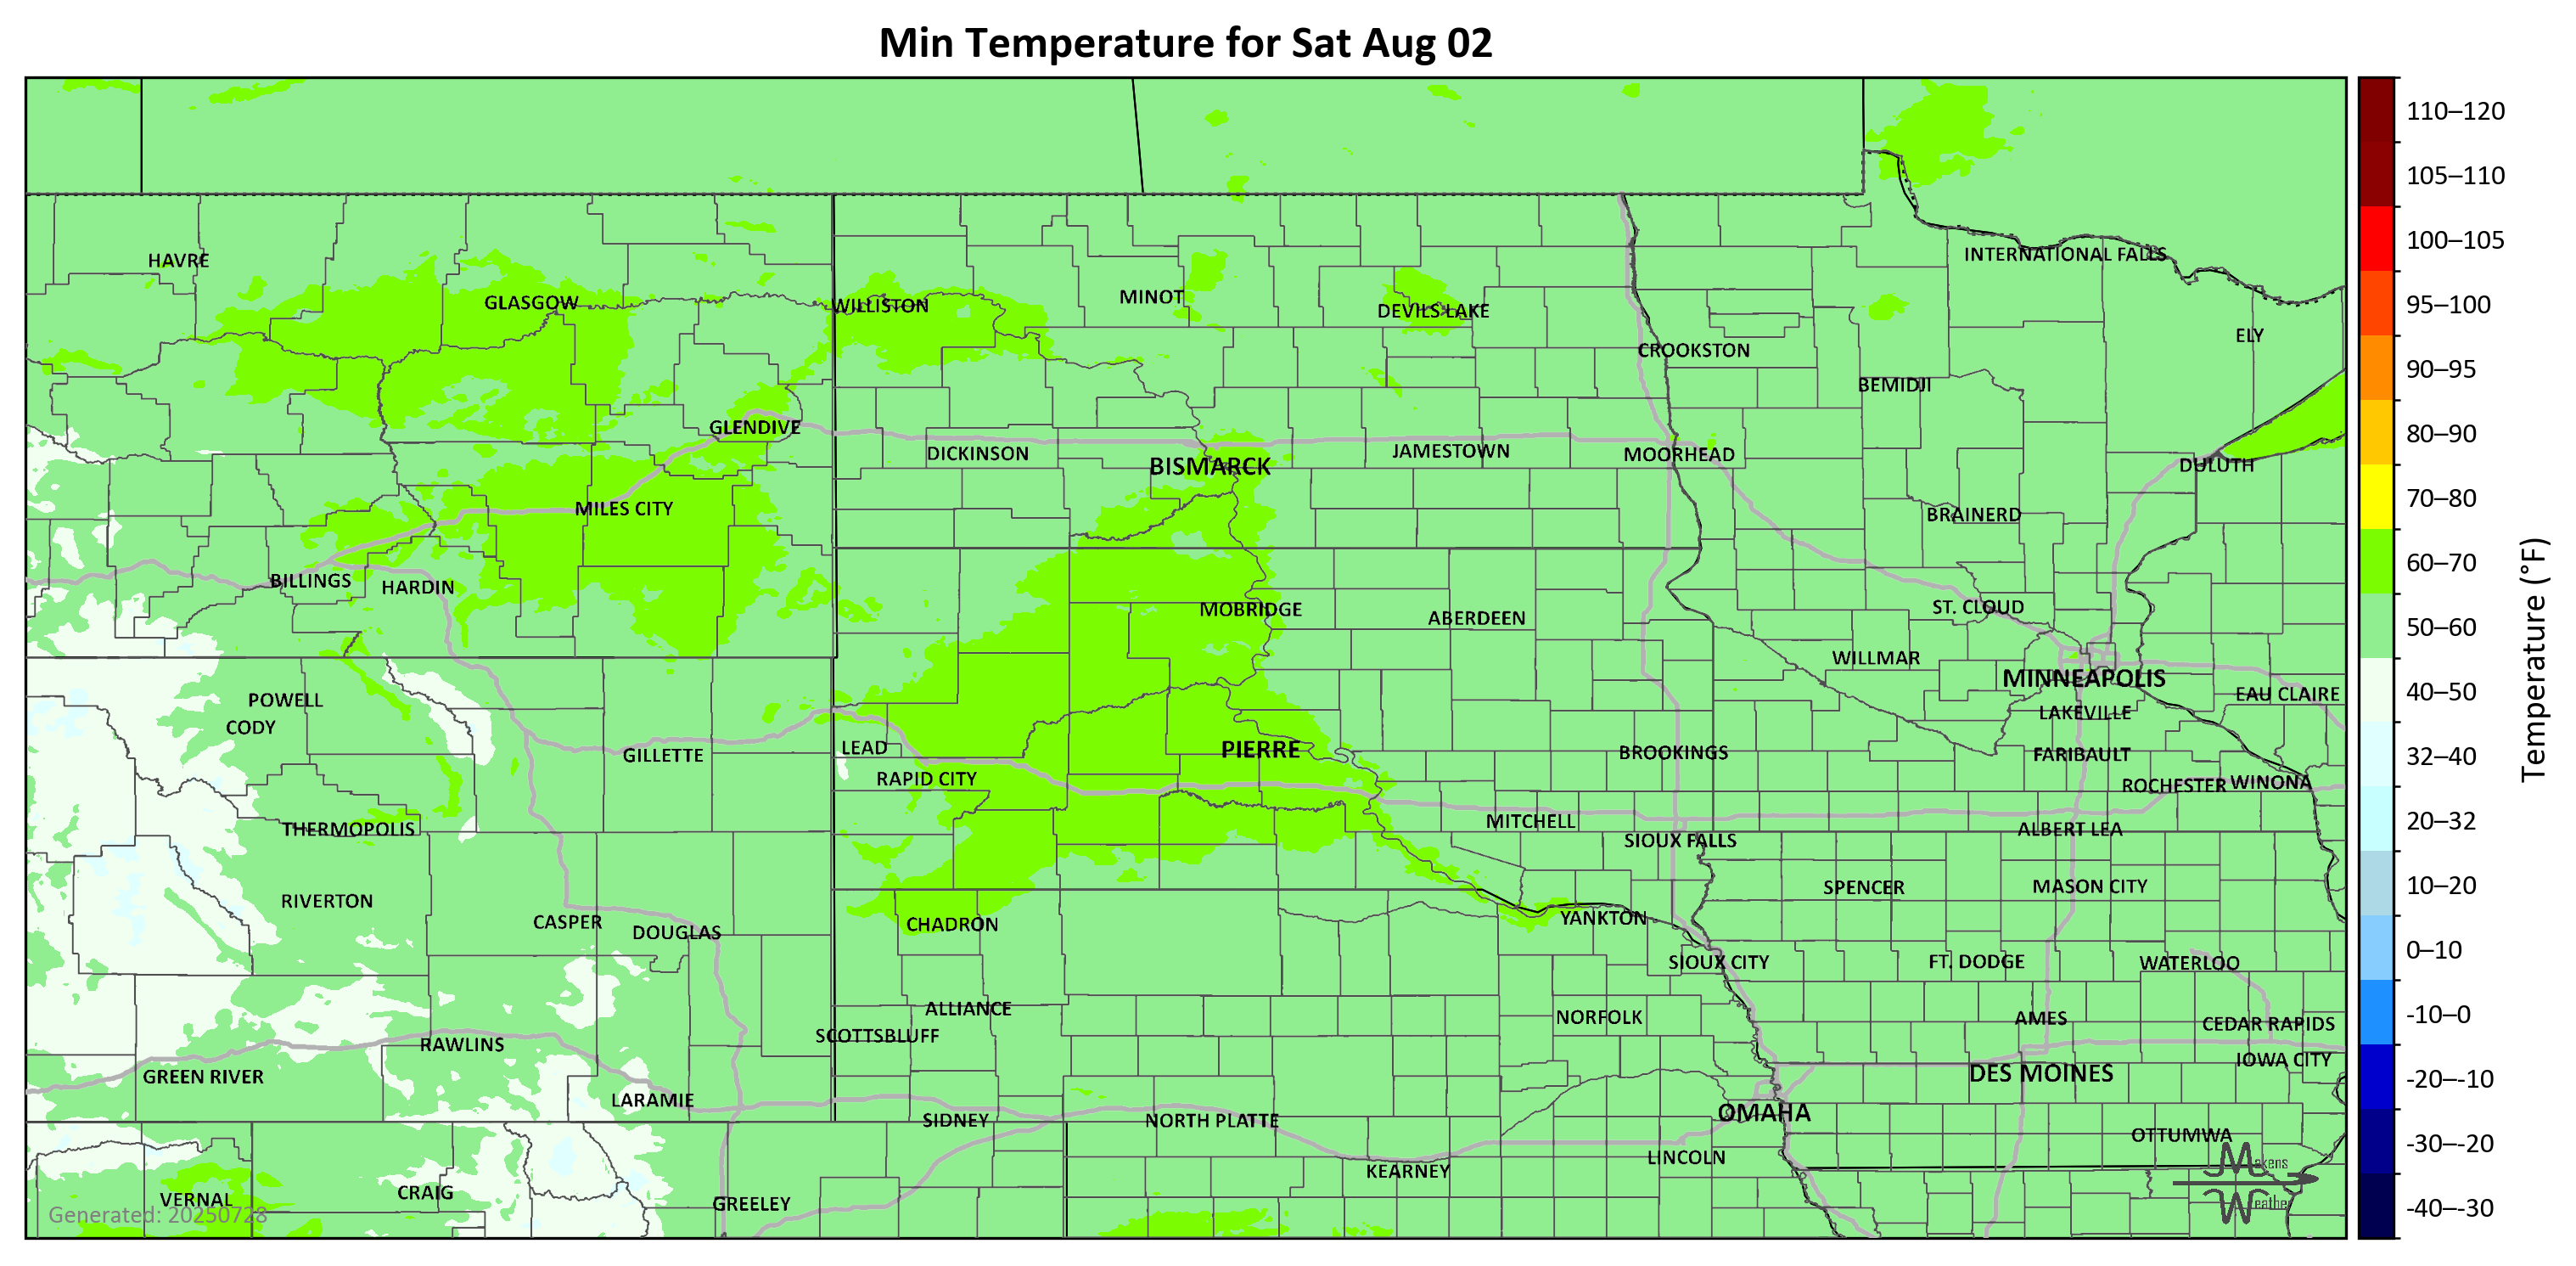 Min Temperature for Sat Aug 02
110–120
105–110
100–105
95–100
90–95
80–90
70–80
60–70
50–60
40–50
32–40
20–32
10–20
0–10
-10–0
-20–-10
-30–-20
-40–-30
Temperature (°F)
HAVRE
GLASGOW
WILLISTON
MINOT
DEVILS LAKE
INTERNATIONAL FALLS
ELY
CROOKSTON
BEMIDJI
GLENDIVE
DICKINSON
BISMARCK
JAMESTOWN
MOORHEAD
DULUTH
MILES CITY
BRAINERD
BILLINGS
HARDIN
MOBRIDGE
ABERDEEN
ST. CLOUD
WILLMAR
MINNEAPOLIS
EAU CLAIRE
POWELL
CODY
LAKEVILLE
GILLETTE
LEAD
PIERRE
BROOKINGS
FARIBAULT
RAPID CITY
ROCHESTER
WINONA
THERMOPOLIS
MITCHELL
SIOUX FALLS
ALBERT LEA
RIVERTON
SPENCER
MASON CITY
CASPER
DOUGLAS
CHADRON
YANKTON
SIOUX CITY
FT. DODGE
WATERLOO
ALLIANCE
NORFOLK
AMES
CEDAR RAPIDS
SCOTTSBLUFF
RAWLINS
IOWA CITY
GREEN RIVER
DES MOINES
LARAMIE
SIDNEY
NORTH PLATTE
OMAHA
OTTUMWA
LINCOLN
KEARNEY
VERNAL
CRAIG
GREELEY
Makens
Weather
Generated: 20250728